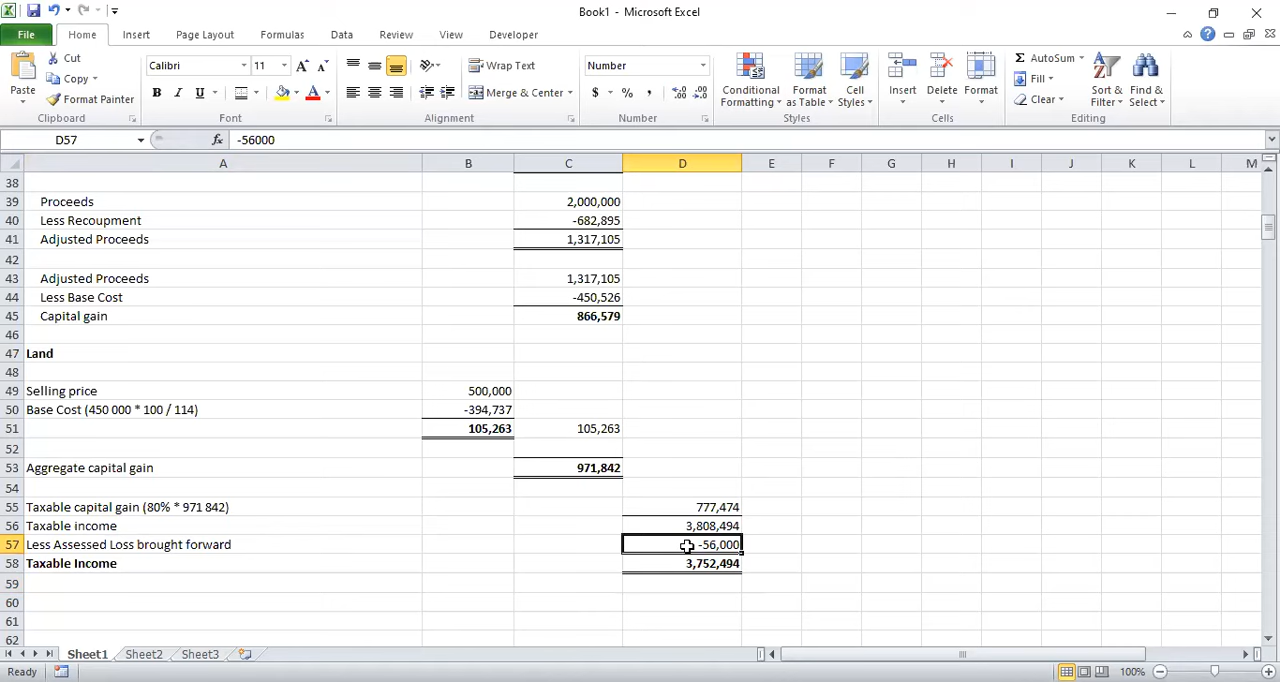 Book1 - Microsoft Excel
File Home Insert Page Layout Formulas Data Review View Developer
Paste
Cut
Copy
Format Painter
Clipboard
Calibri 11
B I U
Font
Wrap Text
Merge & Center
Alignment
Number
$ % ,
Number
Conditional Formatting
Format as Table
Cell Styles
Styles
Insert Delete Format
Cells
Σ AutoSum
Fill
Clear
Sort & Filter
Find & Select
Editing
D57 fx -56000
A B C D E F G H I J K L M
38
39 Proceeds 2,000,000
40 Less Recoupment -682,895
41 Adjusted Proceeds 1,317,105
42
43 Adjusted Proceeds 1,317,105
44 Less Base Cost -450,526
45 Capital gain 866,579
46
47 Land
48
49 Selling price 500,000
50 Base Cost (450 000 * 100 / 114) -394,737
51 105,263 105,263
52
53 Aggregate capital gain 971,842
54
55 Taxable capital gain (80% * 971 842) 777,474
56 Taxable income 3,808,494
57 Less Assessed Loss brought forward -56,000
58 Taxable Income 3,752,494
59
60
61
62
Sheet1 Sheet2 Sheet3
Ready 100%